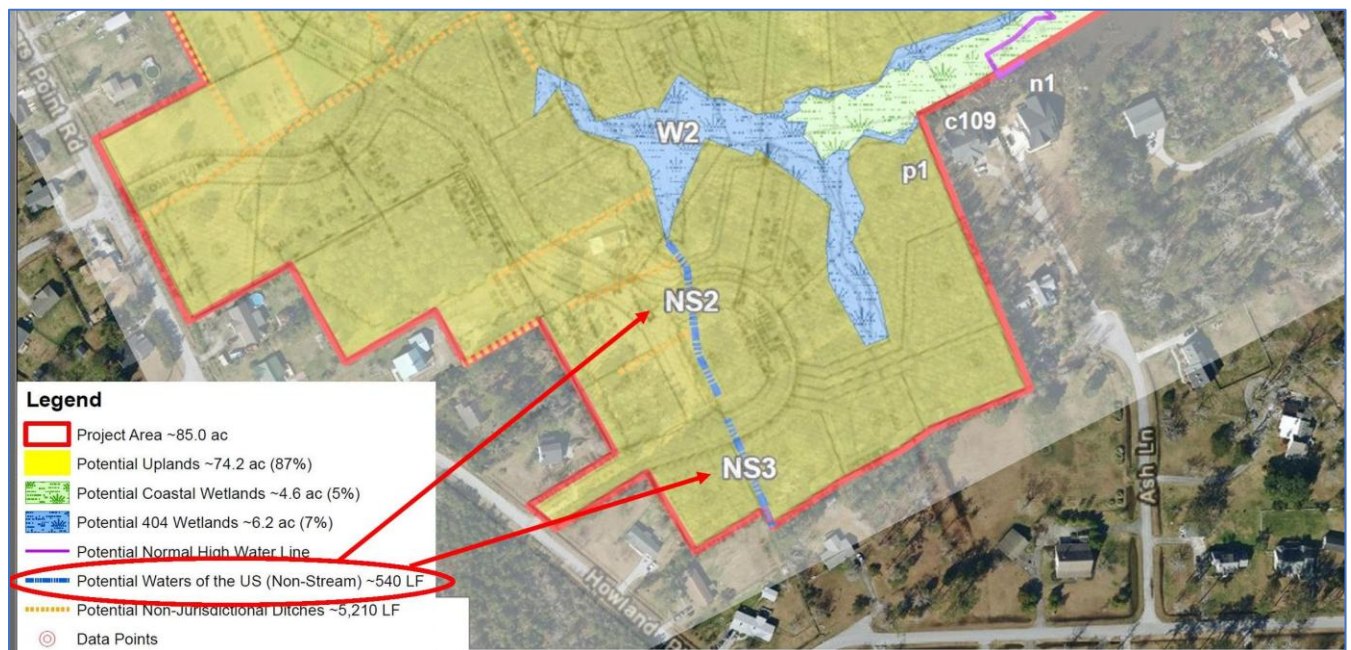 rs Point Rd
n1
c109
W2
p1
NS2
NS3
Ash Ln
Howland
Legend
Project Area ~85.0 ac
Potential Uplands ~74.2 ac (87%)
Potential Coastal Wetlands ~4.6 ac (5%)
Potential 404 Wetlands ~6.2 ac (7%)
Potential Normal High Water Line
Potential Waters of the US (Non-Stream) ~540 LF
Potential Non-Jurisdictional Ditches ~5,210 LF
Data Points